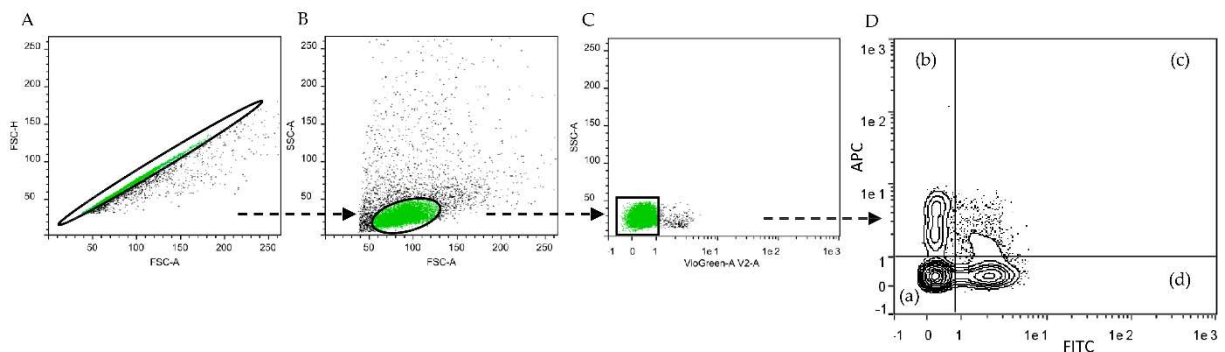 A
FSC-H
250
200
150
100
50
50 100 150 200 250
FSC-A
B
SSC-A
250
200
150
100
50
50 100 150 200 250
FSC-A
C
SSC-A
250
200
150
100
50
-1 0 1 1e1 1e2 1e3
VioGreen-A V2-A
D
APC
1e3
1e2
1e1
1
0
-1
(b) (c)
(a) (d)
-1 0 1 1e1 1e2 1e3
FITC